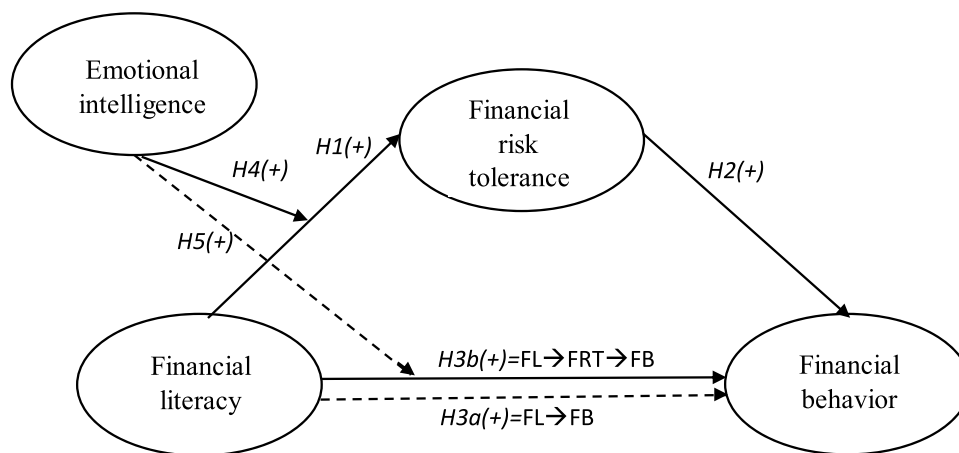 Emotional
intelligence
Financial
risk
tolerance
H1(+)
H4(+)
H2(+)
H5(+)
Financial
literacy
H3b(+)=FL→FRT→FB
H3a(+)=FL→FB
Financial
behavior